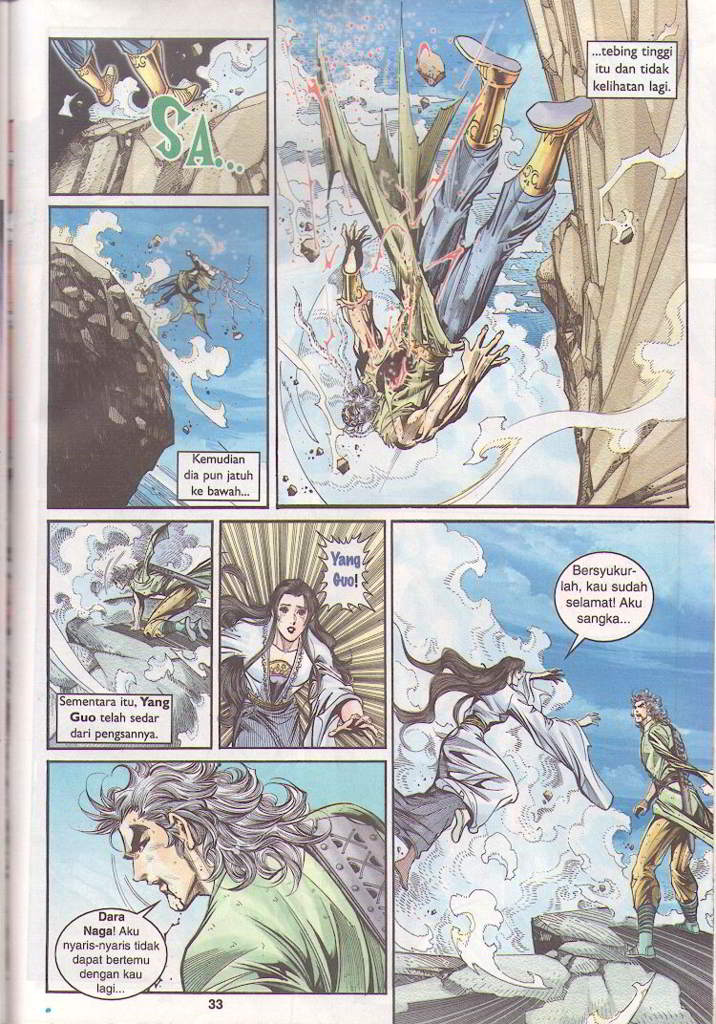 SA...
...tebing tinggi
itu dan tidak
kelihatan lagi.
Kemudian
dia pun jatuh
ke bawah...
Sementara itu, Yang
Guo telah sedar
dari pengsannya.
Yang
Guo!
Bersyukur-
lah, kau sudah
selamat! Aku
sangka...
Dara
Naga! Aku
nyaris-nyaris tidak
dapat bertemu
dengan kau
lagi...
33